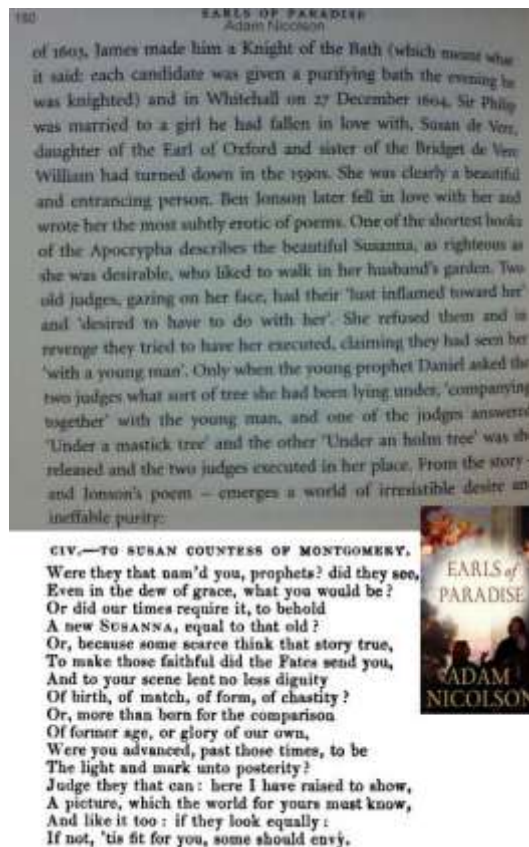 180
EARLS OF PARADISE
Adam Nicolson
of 1603, James made him a Knight of the Bath (which meant what
it said: each candidate was given a purifying bath the evening he
was knighted) and in Whitehall on 27 December 1604, Sir Philip
was married to a girl he had fallen in love with, Susan de Vere,
daughter of the Earl of Oxford and sister of the Bridget de Vere
William had turned down in the 1590s. She was clearly a beautiful
and entrancing person. Ben Jonson later fell in love with her and
wrote her the most subtly erotic of poems. One of the shortest books
of the Apocrypha describes the beautiful Susanna, as righteous as
she was desirable, who liked to walk in her husband's garden. Two
old judges, gazing on her face, had their 'lust inflamed toward her'
and 'desired to have to do with her'. She refused them and in
revenge they tried to have her executed, claiming they had seen her
'with a young man'. Only when the young prophet Daniel asked the
two judges what sort of tree she had been lying under, 'companying
together' with the young man, and one of the judges answered
'Under a mastick tree' and the other 'Under an holm tree' was she
released and the two judges executed in her place. From the story –
and Jonson's poem – emerges a world of irresistible desire and
ineffable purity:
CIV.—TO SUSAN COUNTESS OF MONTGOMERY.
Were they that nam'd you, prophets? did they see,
Even in the dew of grace, what you would be?
Or did our times require it, to behold
A new SUSANNA, equal to that old?
Or, because some scarce think that story true,
To make those faithful did the Fates send you,
And to your scene lent no less dignity
Of birth, of match, of form, of chastity?
Or, more than born for the comparison
Of former age, or glory of our own,
Were you advanced, past those times, to be
The light and mark unto posterity?
Judge they that can: here I have raised to show,
A picture, which the world for yours must know,
And like it too: if they look equally:
If not, 'tis fit for you, some should envy.
EARLS of
PARADISE
ADAM
NICOLSON